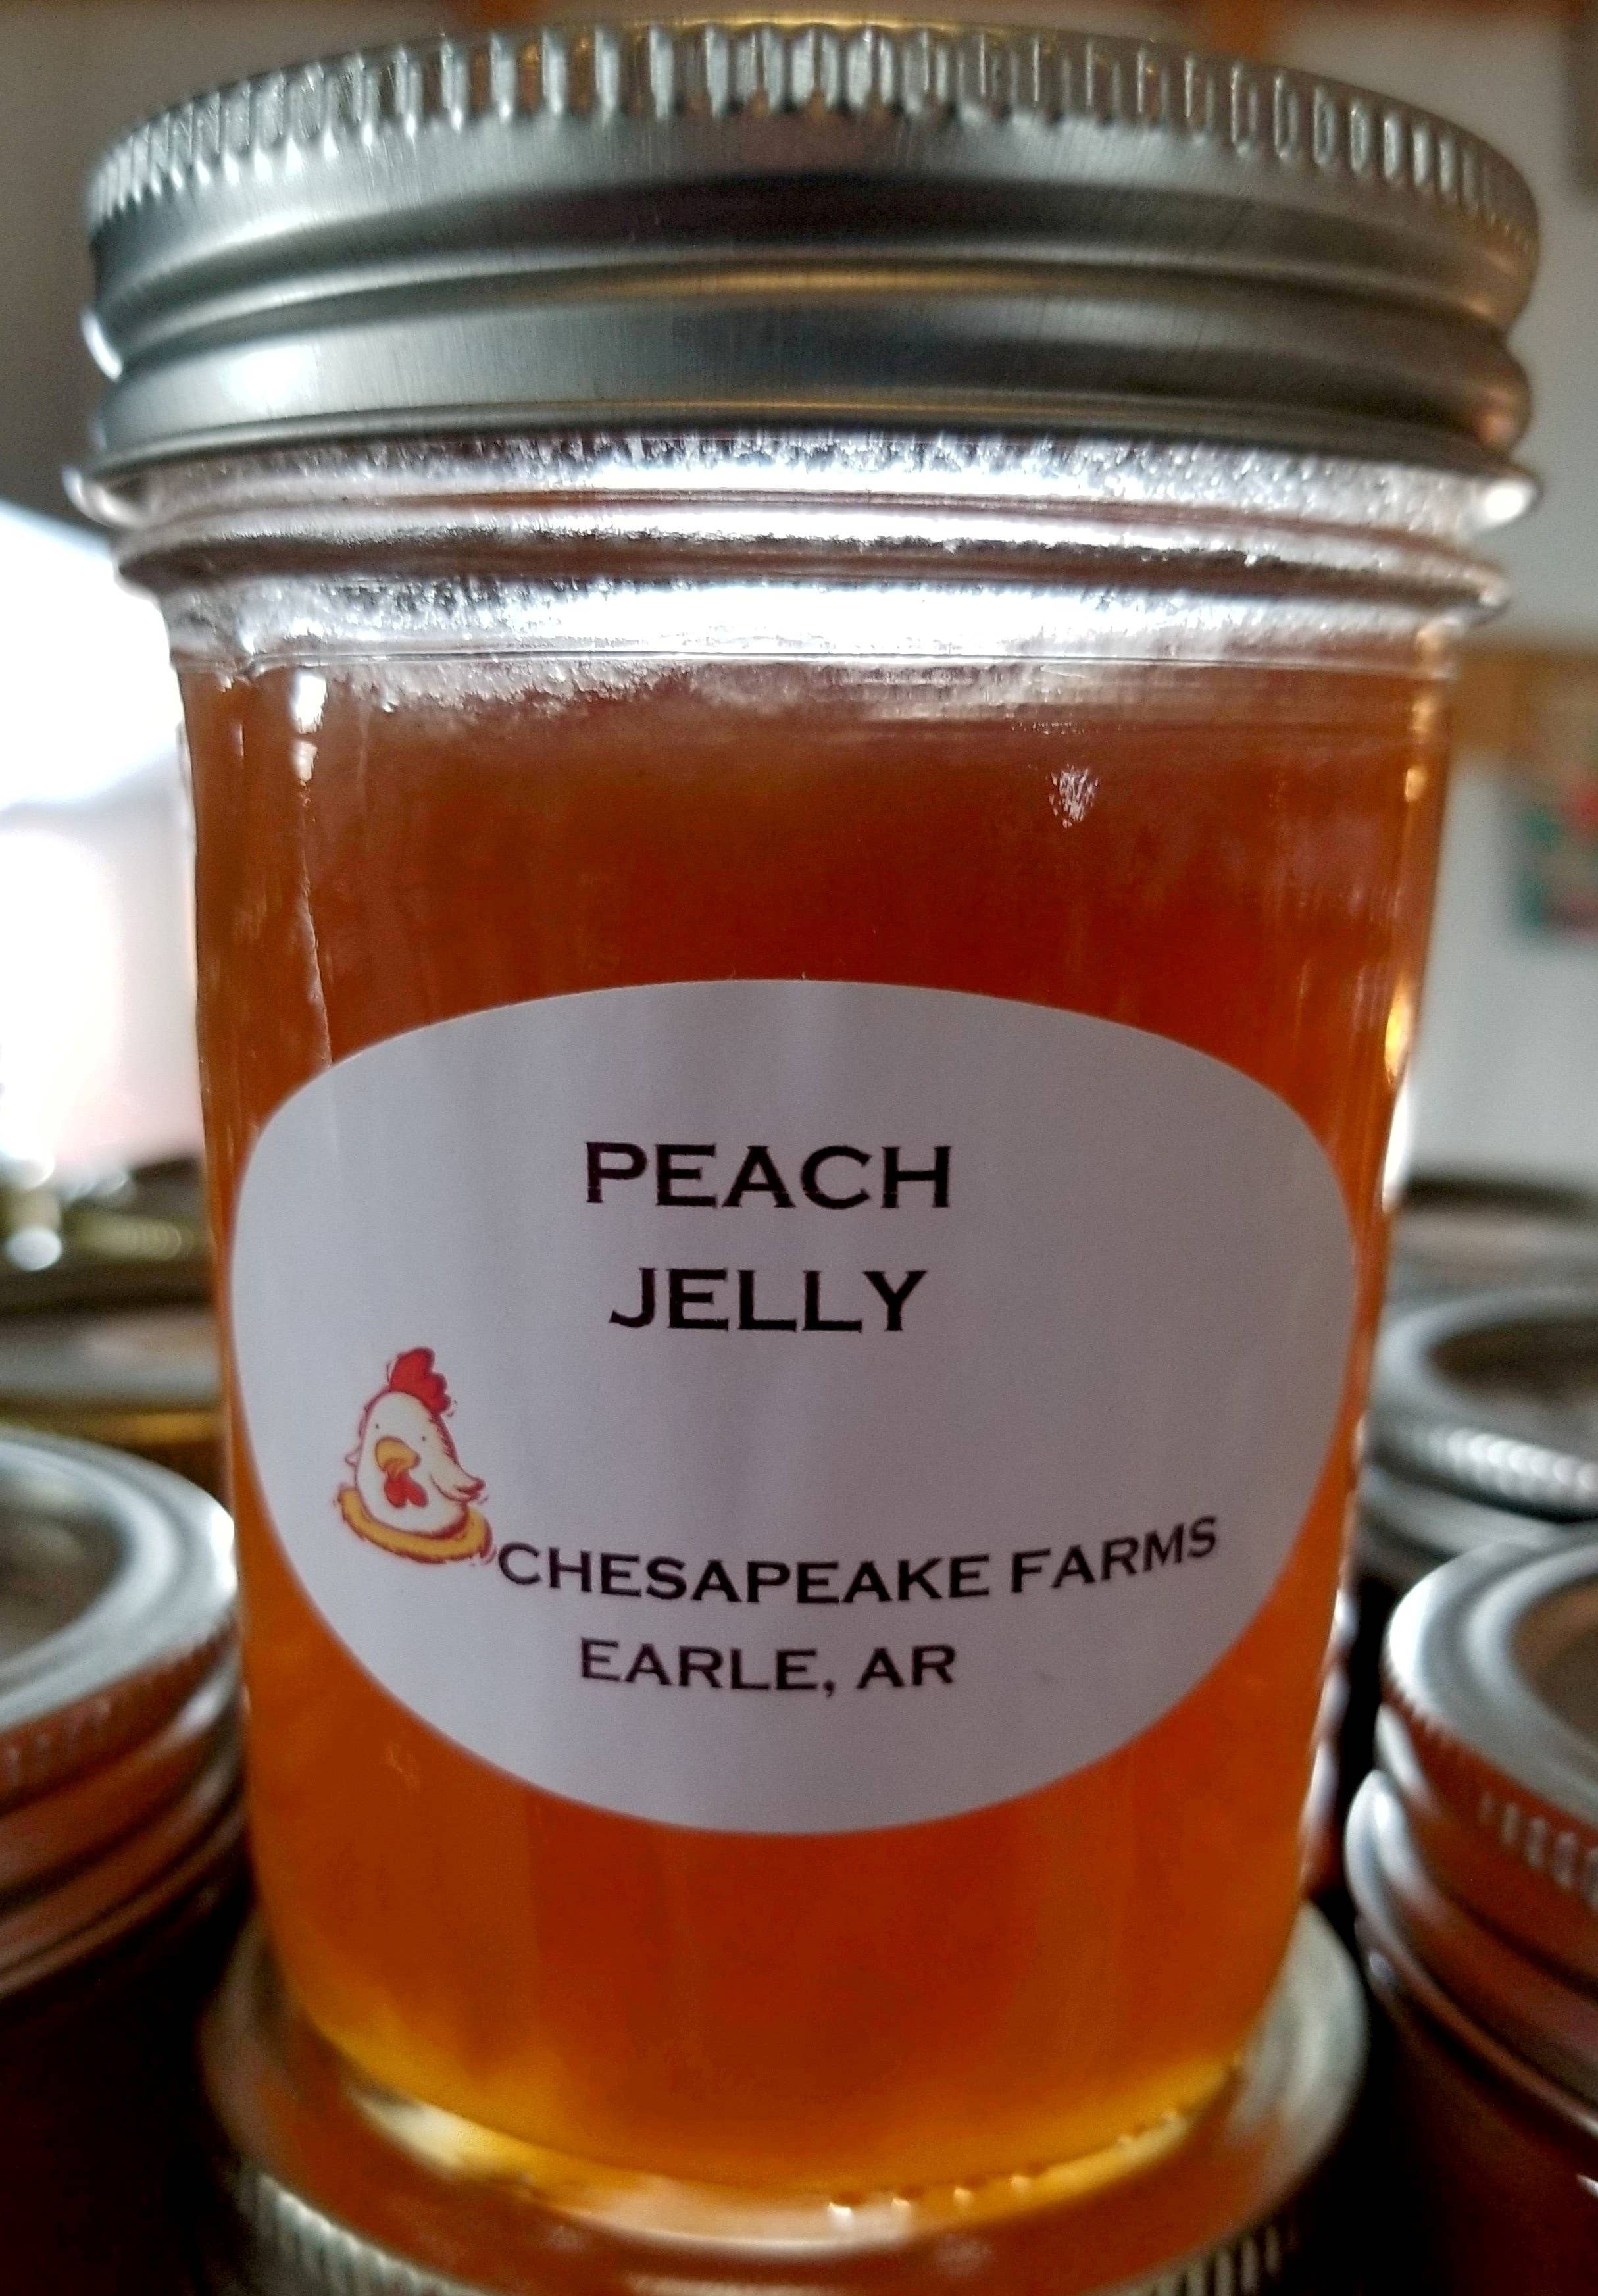 PEACH
JELLY
CHESAPEAKE FARMS
EARLE, AR